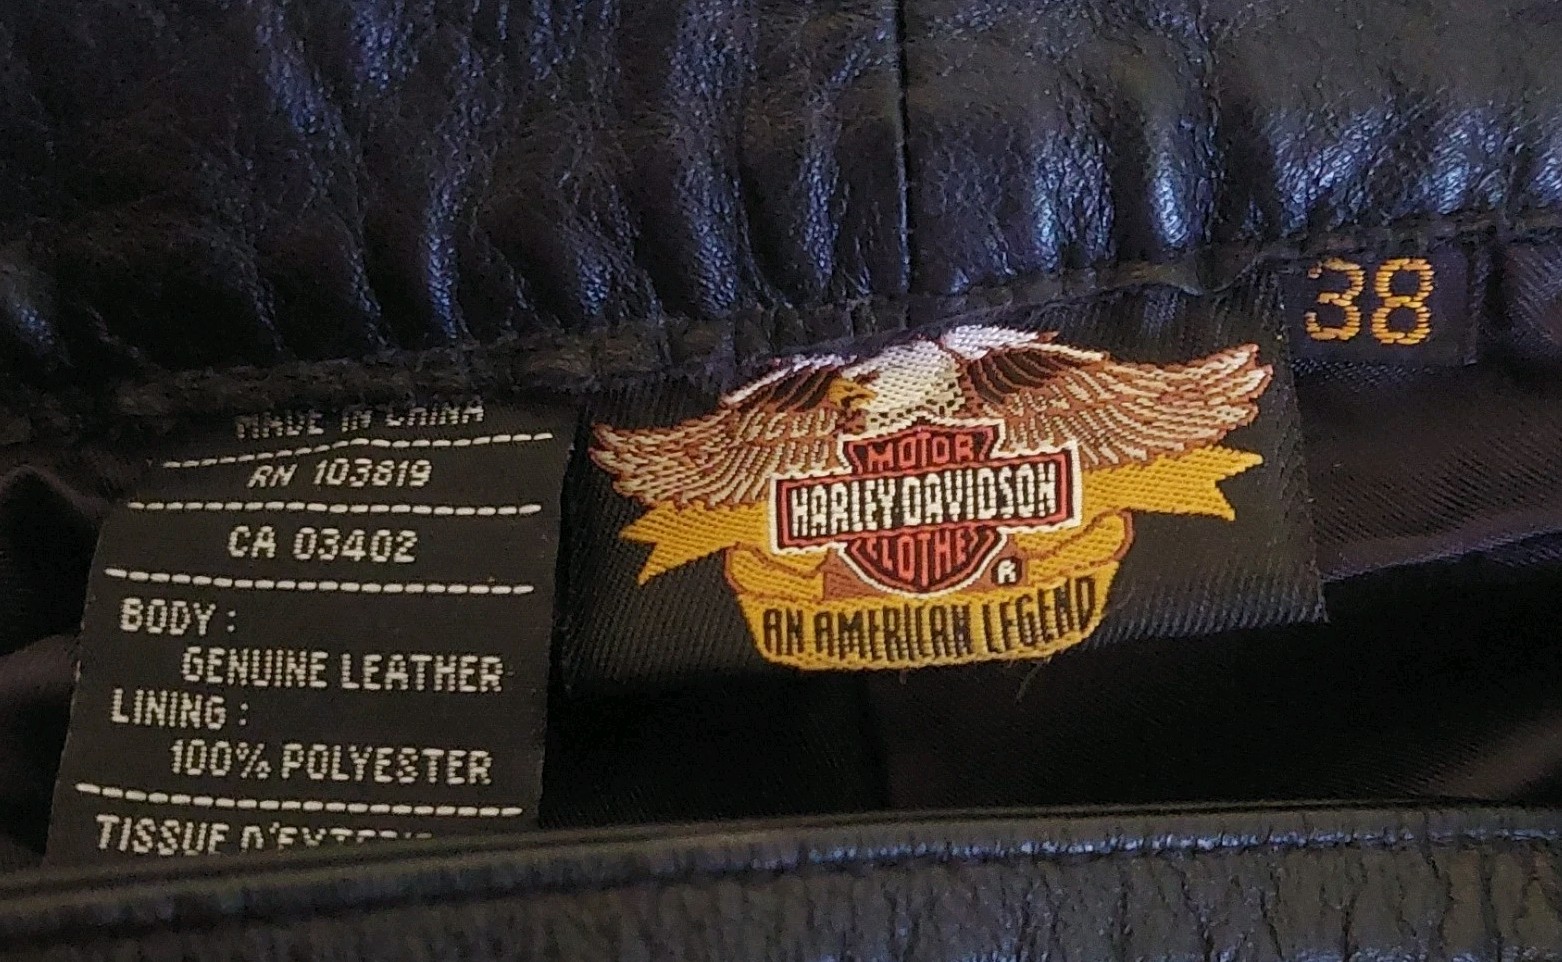 MADE IN CHINA
RN 103819
CA 03402
BODY :
GENUINE LEATHER
LINING :
100% POLYESTER
TISSUE
MOTOR
HARLEY-DAVIDSON
CLOTHES
®
AN AMERICAN LEGEND
38